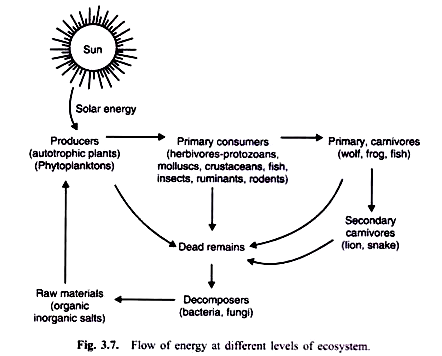 Sun
Solar energy
Producers
(autotrophic plants)
(Phytoplanktons)
Primary consumers
(herbivores-protozoans,
molluscs, crustaceans, fish,
insects, ruminants, rodents)
Primary, carnivores
(wolf, frog, fish)
Secondary
carnivores
(lion, snake)
Dead remains
Raw materials
(organic
inorganic salts)
Decomposers
(bacteria, fungi)
Fig. 3.7. Flow of energy at different levels of ecosystem.